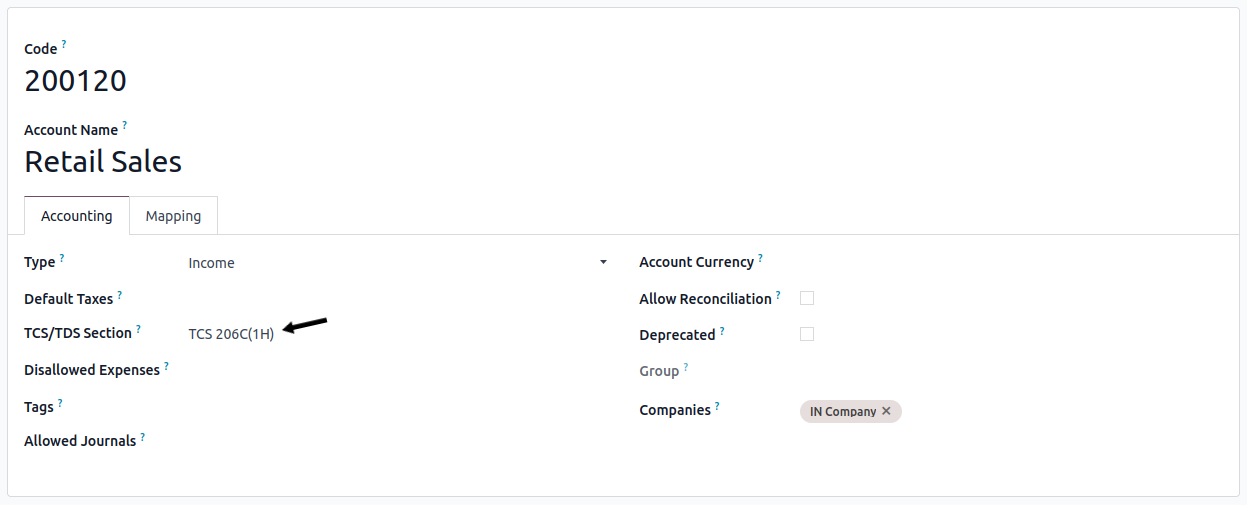 Code ?
200120
Account Name ?
Retail Sales
Accounting
Mapping
Type ?
Income
Default Taxes ?
TCS/TDS Section ?
TCS 206C(1H)
Disallowed Expenses ?
Tags ?
Allowed Journals ?
Account Currency ?
Allow Reconciliation ?
Deprecated ?
Group ?
Companies ?
IN Company ×